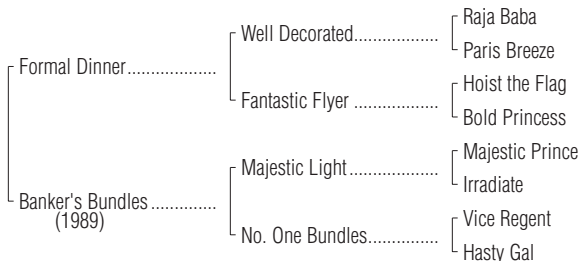 Raja Baba
Well Decorated...................
Paris Breeze
Formal Dinner....................
Hoist the Flag
Fantastic Flyer ..................
Bold Princess
Majestic Prince
Majestic Light....................
Irradiate
Banker's Bundles ...............
(1989)
Vice Regent
No. One Bundles................
Hasty Gal